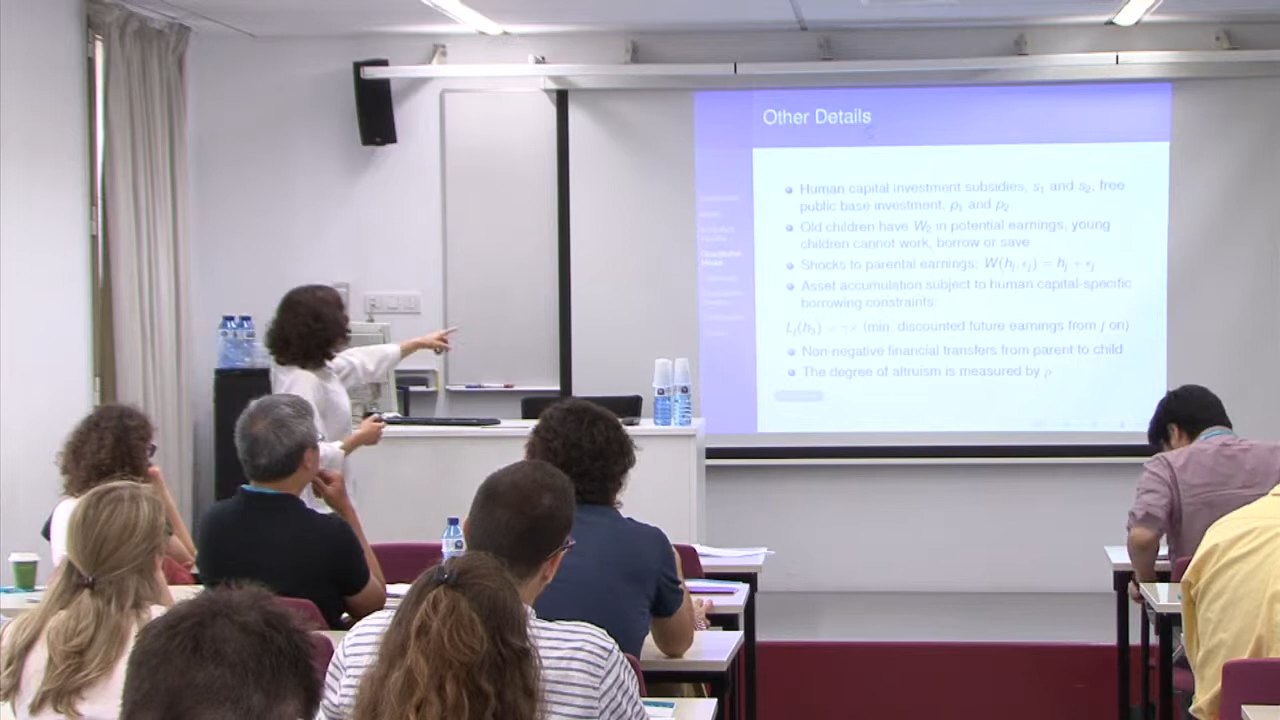 Other Details
Human capital investment subsidies, s₁ and s₂, free
public base investment, p₁ and p₂
Old children have W₂ in potential earnings, young
children cannot work, borrow or save
Shocks to parental earnings: W(hⱼ, εⱼ) = hⱼ + εⱼ
Asset accumulation subject to human capital-specific
borrowing constraints:
(min. discounted future earnings from j on)
Non-negative financial transfers from parent to child
The degree of altruism is measured by ρ